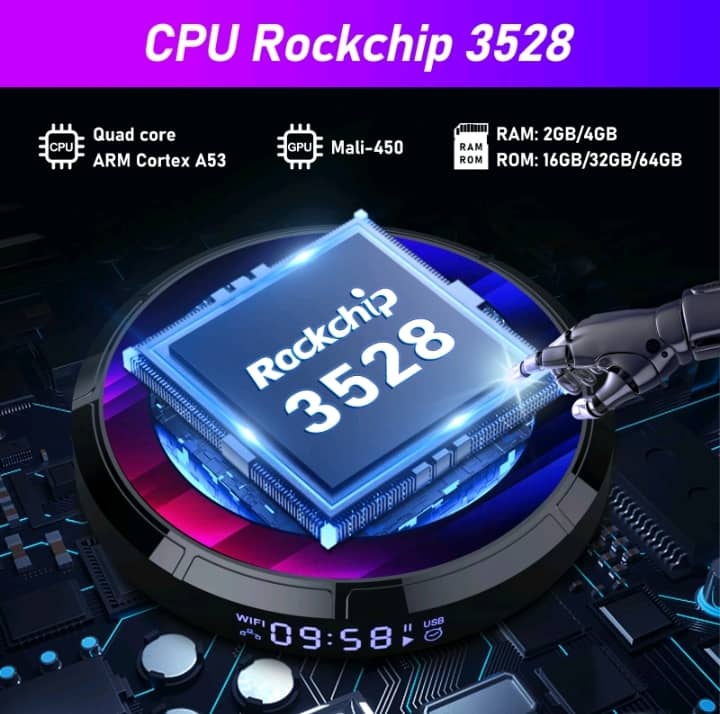 CPU Rockchip 3528
CPU
Quad core
ARM Cortex A53
GPU
Mali-450
RAM
ROM
RAM: 2GB/4GB
ROM: 16GB/32GB/64GB
Rockchip
3528
WIFI
09:58
USB